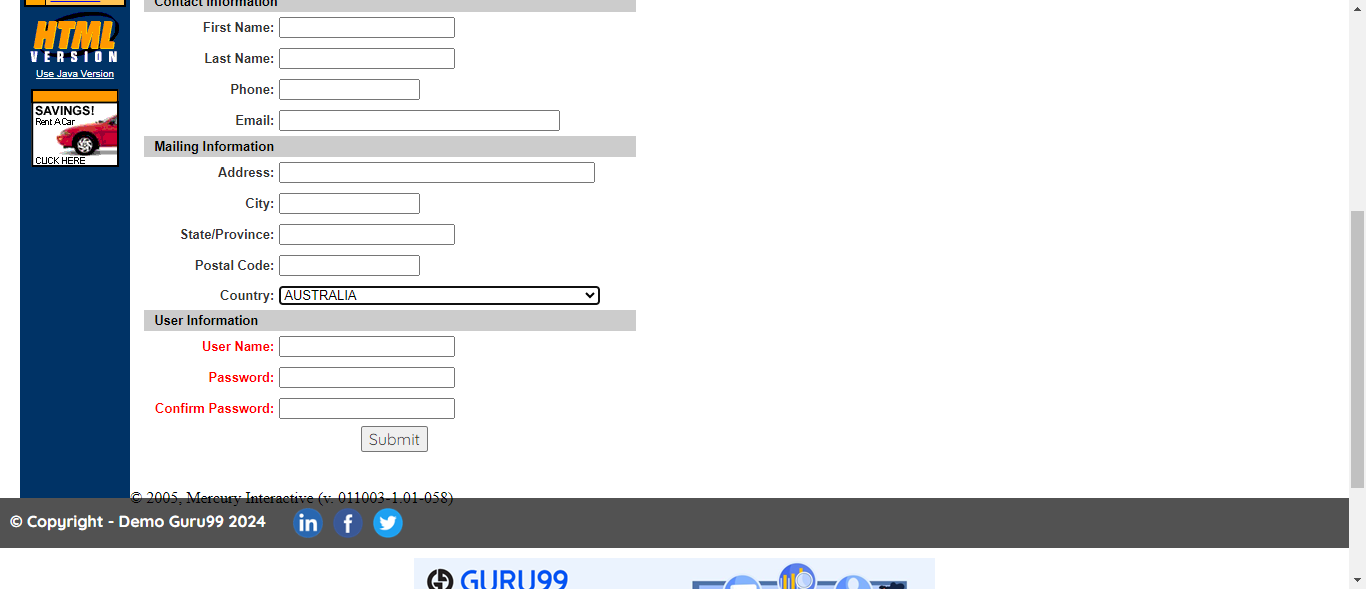 Contact Information
HTML
VERSION
Use Java Version
SAVINGS!
Rent A Car
CLICK HERE
First Name:
Last Name:
Phone:
Email:
Mailing Information
Address:
City:
State/Province:
Postal Code:
Country: AUSTRALIA
User Information
User Name:
Password:
Confirm Password:
Submit
© 2005, Mercury Interactive (v. 011003-1.01-058)
© Copyright - Demo Guru99 2024
in
f
GURU99